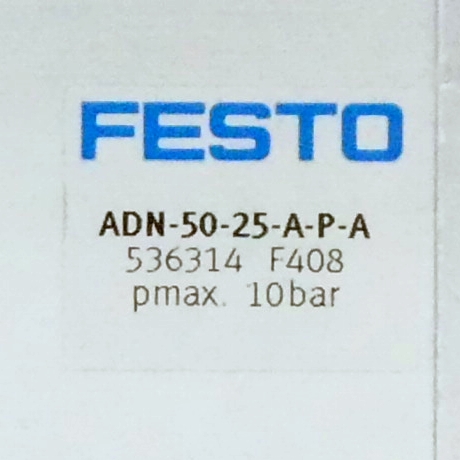 FESTO
ADN-50-25-A-P-A
536314 F408
pmax. 10bar